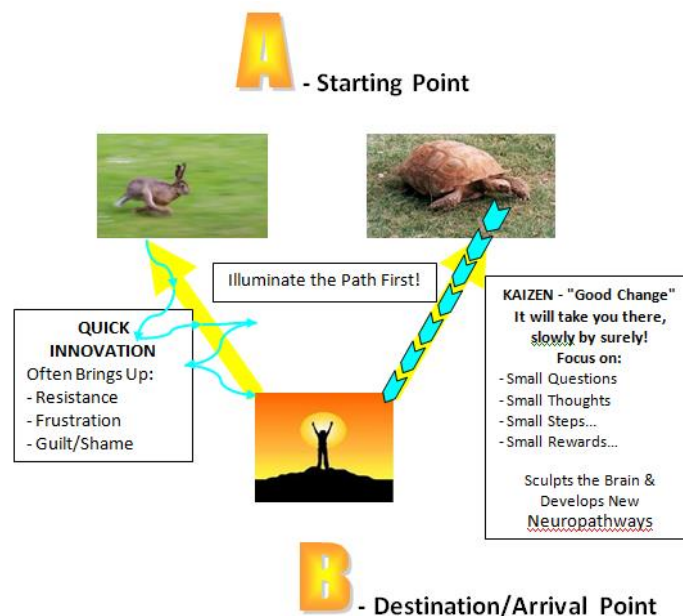 A - Starting Point
Illuminate the Path First!
QUICK
INNOVATION
Often Brings Up:
- Resistance
- Frustration
- Guilt/Shame
KAIZEN - "Good Change"
It will take you there,
slowly by surely!
Focus on:
- Small Questions
- Small Thoughts
- Small Steps...
- Small Rewards...
Sculpts the Brain &
Develops New
Neuropathways
B - Destination/Arrival Point